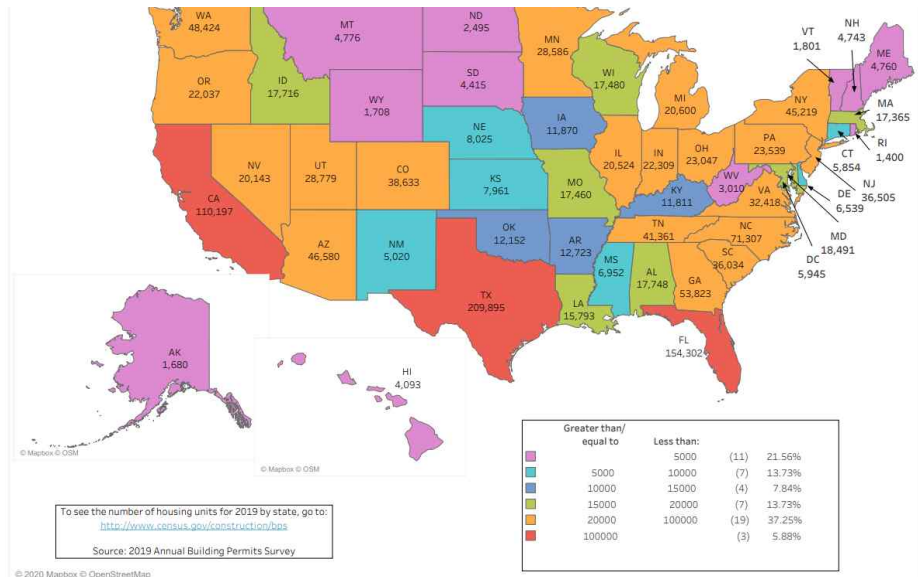 WA
48,424
MT
4,776
ND
2,495
MN
28,586
VT
1,801
NH
4,743
ME
4,760
OR
22,037
ID
17,716
WY
1,708
SD
4,415
WI
17,480
MI
20,600
NY
45,219
MA
17,365
RI
1,400
CT
5,854
NJ
36,505
DE
6,539
MD
18,491
DC
5,945
NE
8,025
IA
11,870
IL
20,524
IN
22,309
OH
23,047
PA
23,539
NV
20,143
UT
28,779
CO
38,633
KS
7,961
MO
17,460
KY
11,811
WV
3,010
VA
32,418
CA
110,197
AZ
46,580
NM
5,020
OK
12,152
AR
12,723
TN
41,361
NC
71,307
SC
36,034
MS
6,952
AL
17,748
GA
53,823
TX
209,895
LA
15,793
FL
154,302
AK
1,680
HI
4,093
© Mapbox © OSM
© Mapbox © OSM
Greater than/
equal to Less than:
5000 (11) 21.56%
5000 10000 (7) 13.73%
10000 15000 (4) 7.84%
15000 20000 (7) 13.73%
20000 100000 (19) 37.25%
100000 (3) 5.88%
To see the number of housing units for 2019 by state, go to:
http://www.census.gov/construction/bps
Source: 2019 Annual Building Permits Survey
© 2020 Mapbox © OpenStreetMap